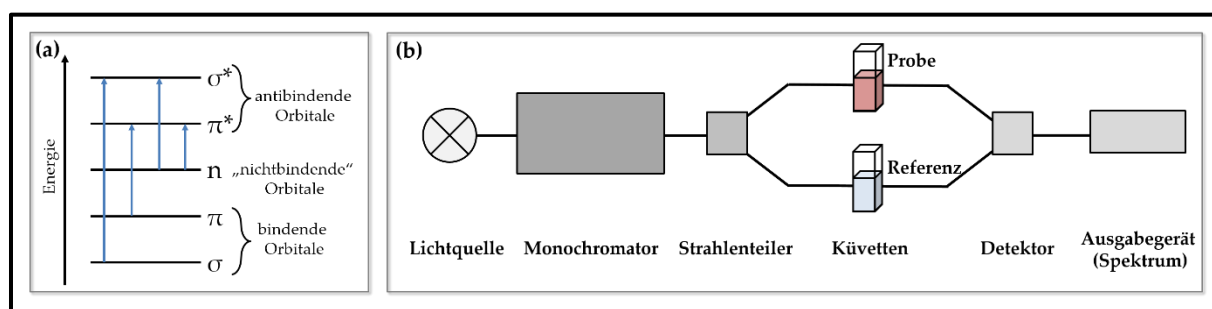 (a)
Energie
σ*
π*
antibindende
Orbitale
n
„nichtbindende“
Orbitale
π
σ
bindende
Orbitale
(b)
Probe
Referenz
Lichtquelle
Monochromator
Strahlenteiler
Küvetten
Detektor
Ausgabegerät
(Spektrum)